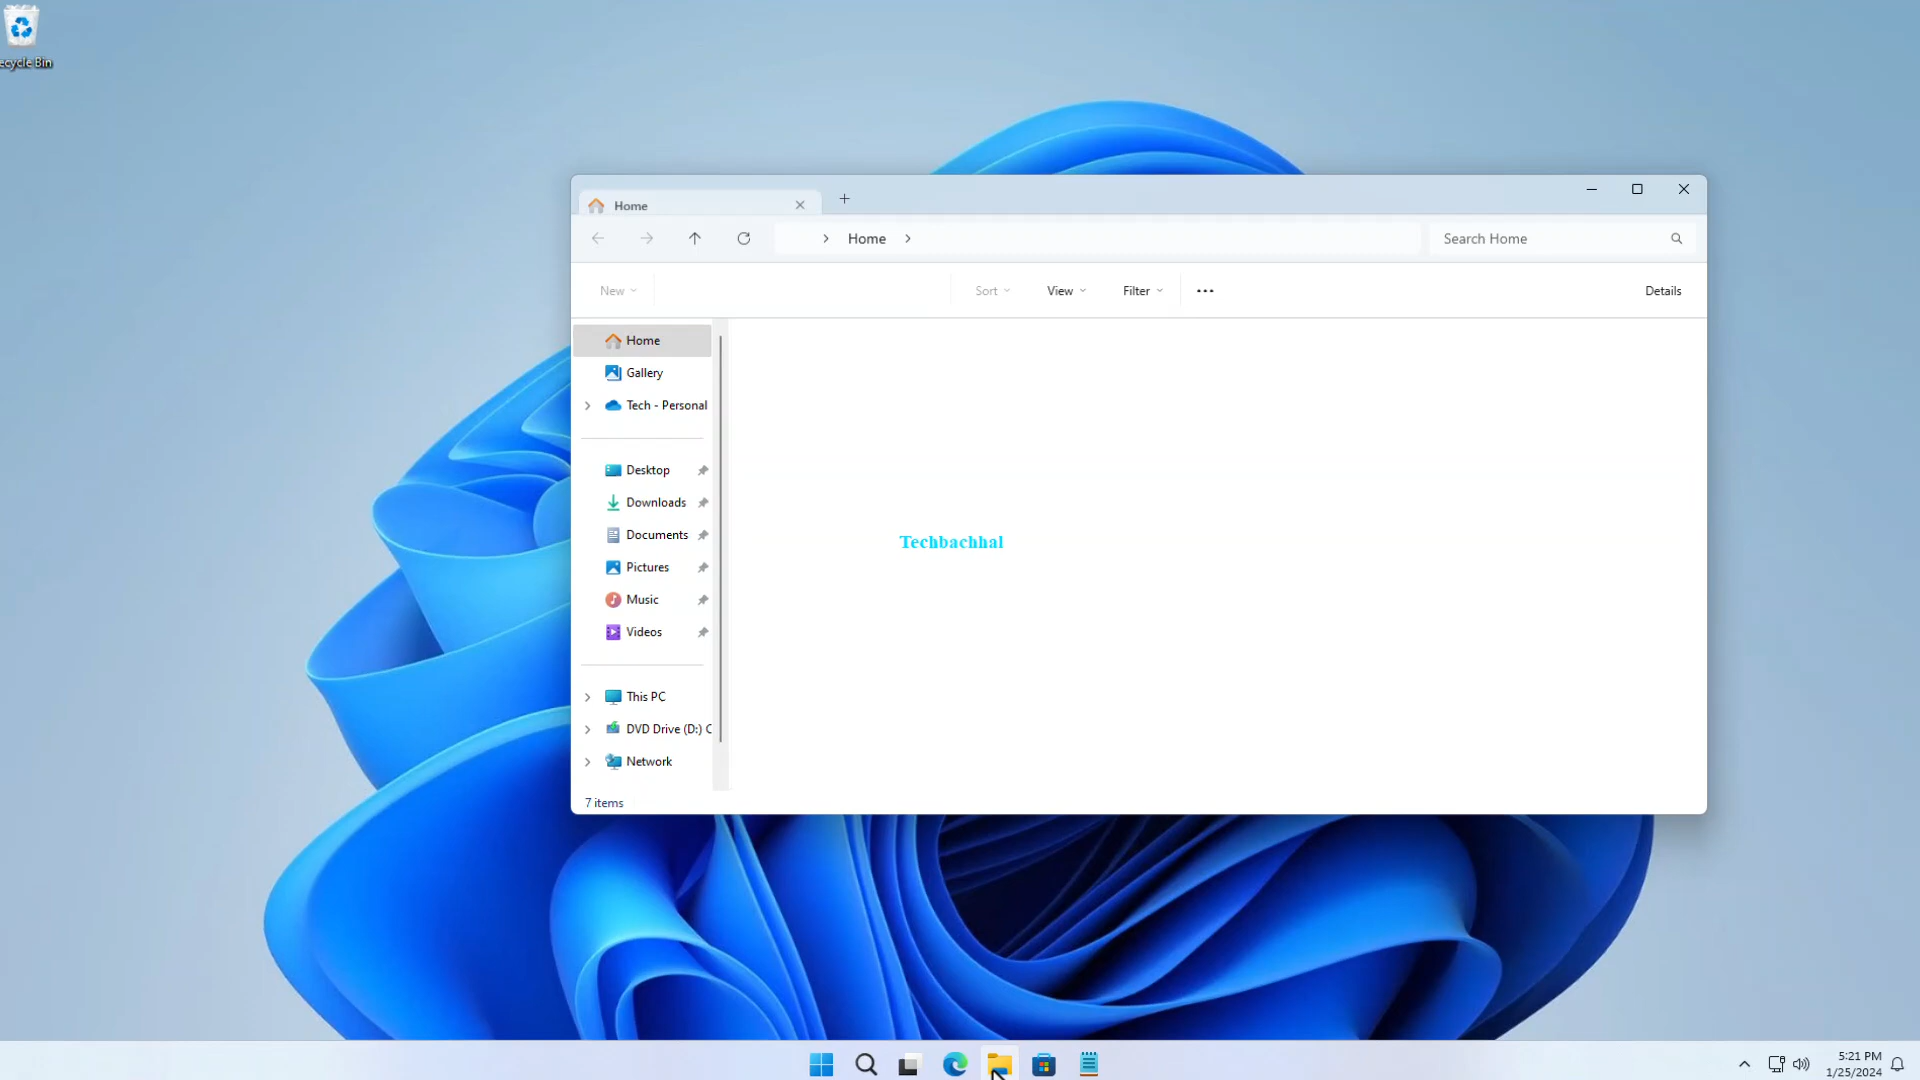 ecycle Bin
Home
Home
Search Home
New
Sort
View
Filter
Details
Home
Gallery
Tech - Personal
Desktop
Downloads
Documents
Pictures
Music
Videos
This PC
DVD Drive (D:) C
Network
Techbachhal
7 items
5:21 PM
1/25/2024